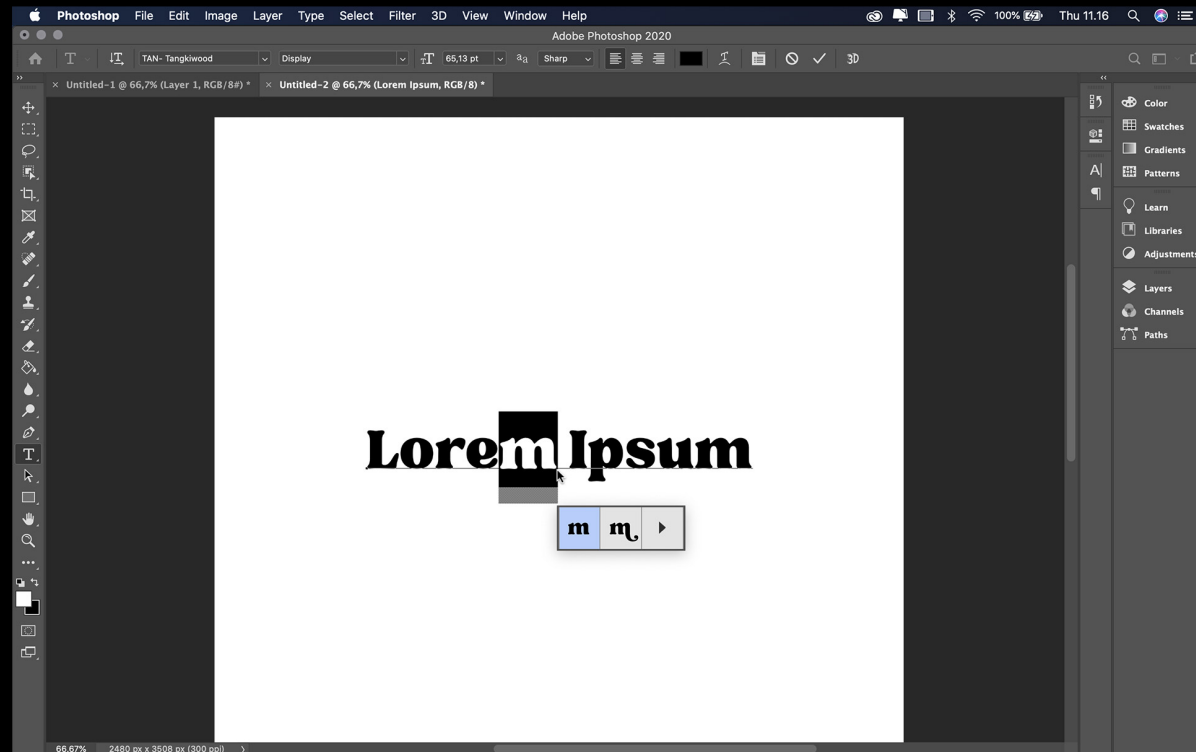 Photoshop File Edit Image Layer Type Select Filter 3D View Window Help 100% Thu 11.16
Adobe Photoshop 2020
T TAN- Tangkiwood Display 65,13 pt aa Sharp 3D
× Untitled-1 @ 66,7% (Layer 1, RGB/8#) * × Untitled-2 @ 66,7% (Lorem Ipsum, RGB/8) *
Color
Swatches
Gradients
Patterns
Learn
Libraries
Adjustments
Layers
Channels
Paths
Lorem Ipsum
m m
66.67% 2480 px x 3508 px (300 ppi)